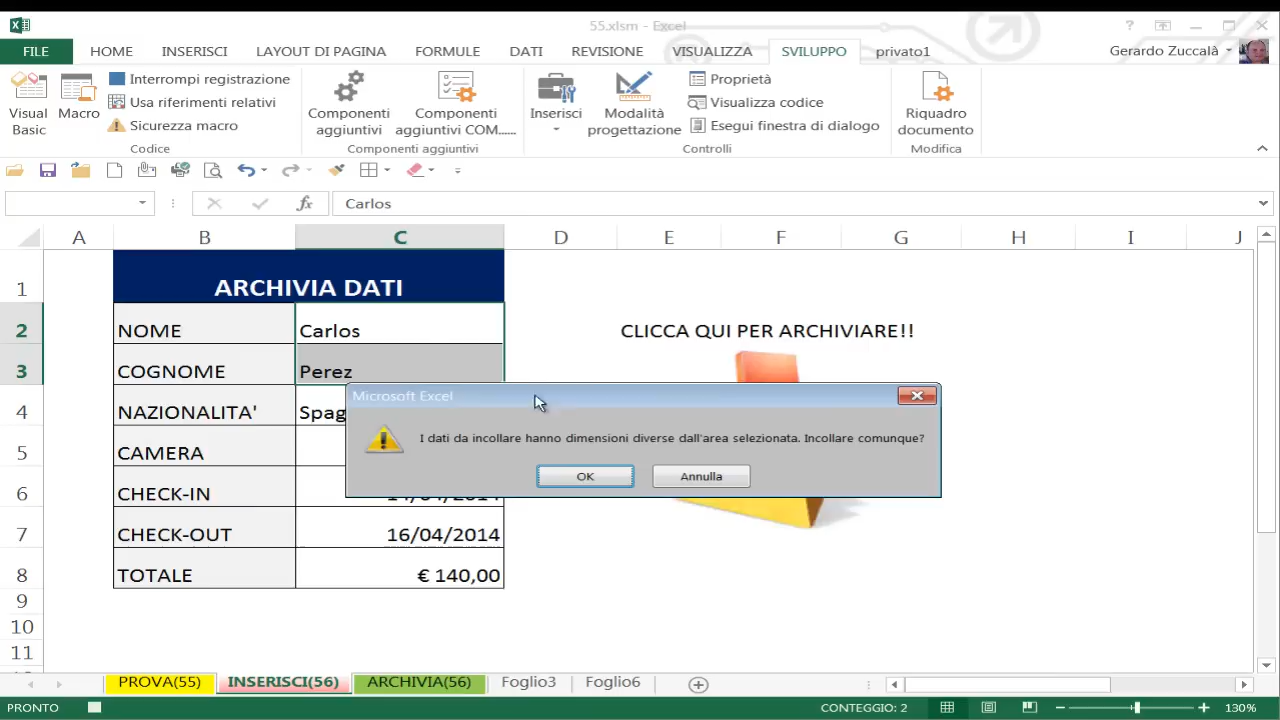 55.xlsm - Excel
?
FILE HOME INSERISCI LAYOUT DI PAGINA FORMULE DATI REVISIONE VISUALIZZA SVILUPPO privato1 Gerardo Zuccalà
Visual Basic
Macro
Interrompi registrazione
Usa riferimenti relativi
Sicurezza macro
Codice
Componenti aggiuntivi
Componenti aggiuntivi COM......
Componenti aggiuntivi
Inserisci
Modalità progettazione
Proprietà
Visualizza codice
Esegui finestra di dialogo
Controlli
Riquadro documento
Modifica
fx Carlos
A B C D E F G H I J
1 ARCHIVIA DATI
2 NOME Carlos CLICCA QUI PER ARCHIVIARE!!
3 COGNOME Perez
4 NAZIONALITA' Spag
Microsoft Excel
I dati da incollare hanno dimensioni diverse dall'area selezionata. Incollare comunque?
OK Annulla
5 CAMERA
6 CHECK-IN 14/04/2014
7 CHECK-OUT 16/04/2014
8 TOTALE € 140,00
9
10
11
PROVA(55) INSERISCI(56) ARCHIVIA(56) Foglio3 Foglio6
PRONTO CONTEGGIO: 2 130%